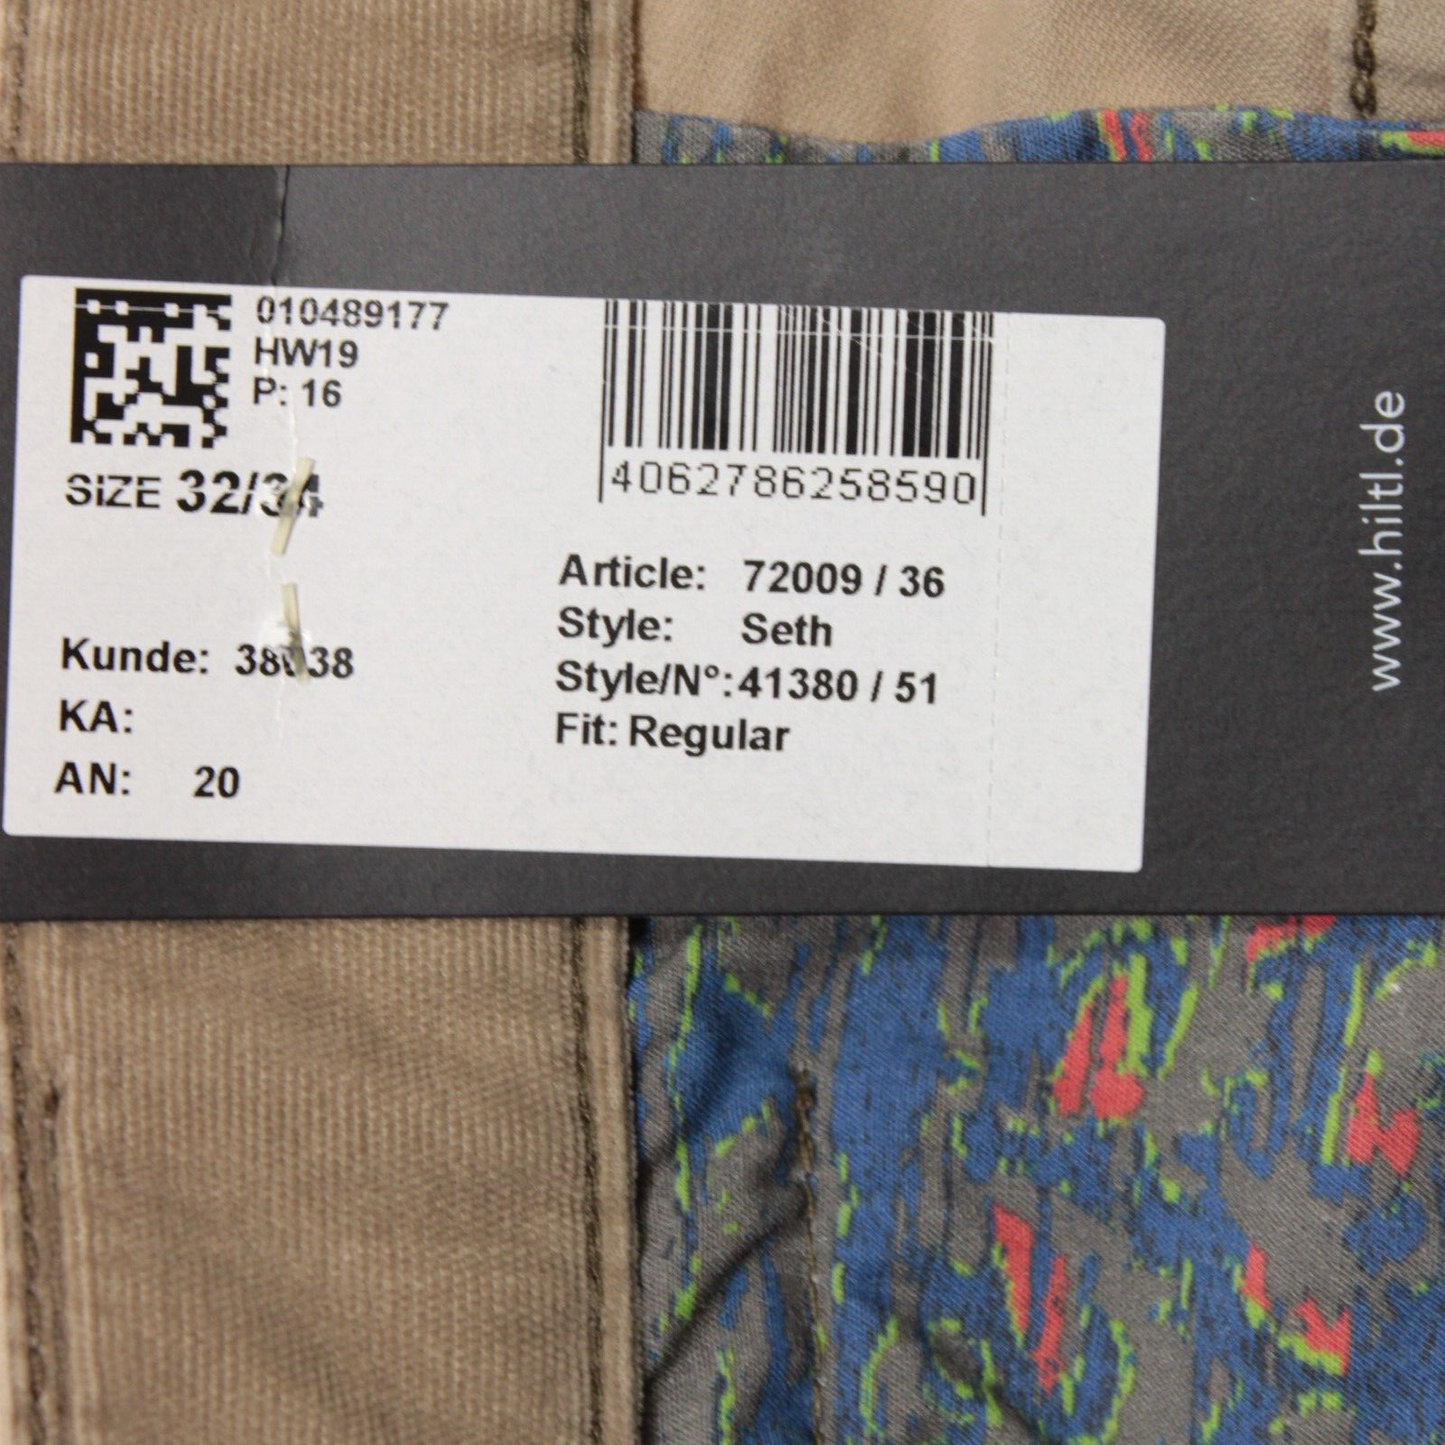 010489177
HW19
P: 16
SIZE 32/34
4062786258590
Article: 72009 / 36
Style: Seth
Style/N°: 41380 / 51
Fit: Regular
Kunde:
KA:
AN: 20
www.hiltl.de